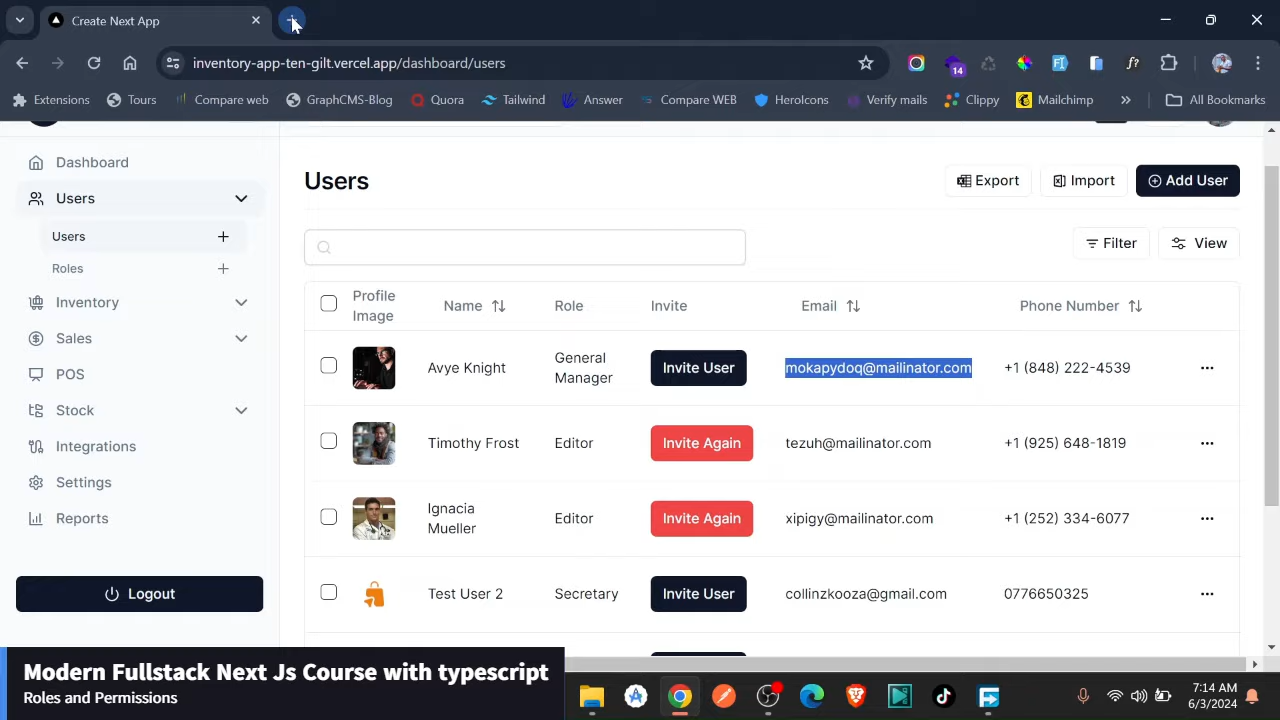 Create Next App
inventory-app-ten-gilt.vercel.app/dashboard/users
14
Extensions
Tours
Compare web
GraphCMS-Blog
Quora
Tailwind
Answer
Compare WEB
HeroIcons
Verify mails
Clippy
Mailchimp
All Bookmarks
Dashboard
Users
Users
Roles
Inventory
Sales
POS
Stock
Integrations
Settings
Reports
Logout
Users
Export
Import
Add User
Filter
View
Profile
Image
Name
Role
Invite
Email
Phone Number
Avye Knight
General
Manager
Invite User
mokapydoq@mailinator.com
+1 (848) 222-4539
Timothy Frost
Editor
Invite Again
tezuh@mailinator.com
+1 (925) 648-1819
Ignacia
Mueller
Editor
Invite Again
xipigy@mailinator.com
+1 (252) 334-6077
Test User 2
Secretary
Invite User
collinzkooza@gmail.com
0776650325
Modern Fullstack Next Js Course with typescript
Roles and Permissions
7:14 AM
6/3/2024